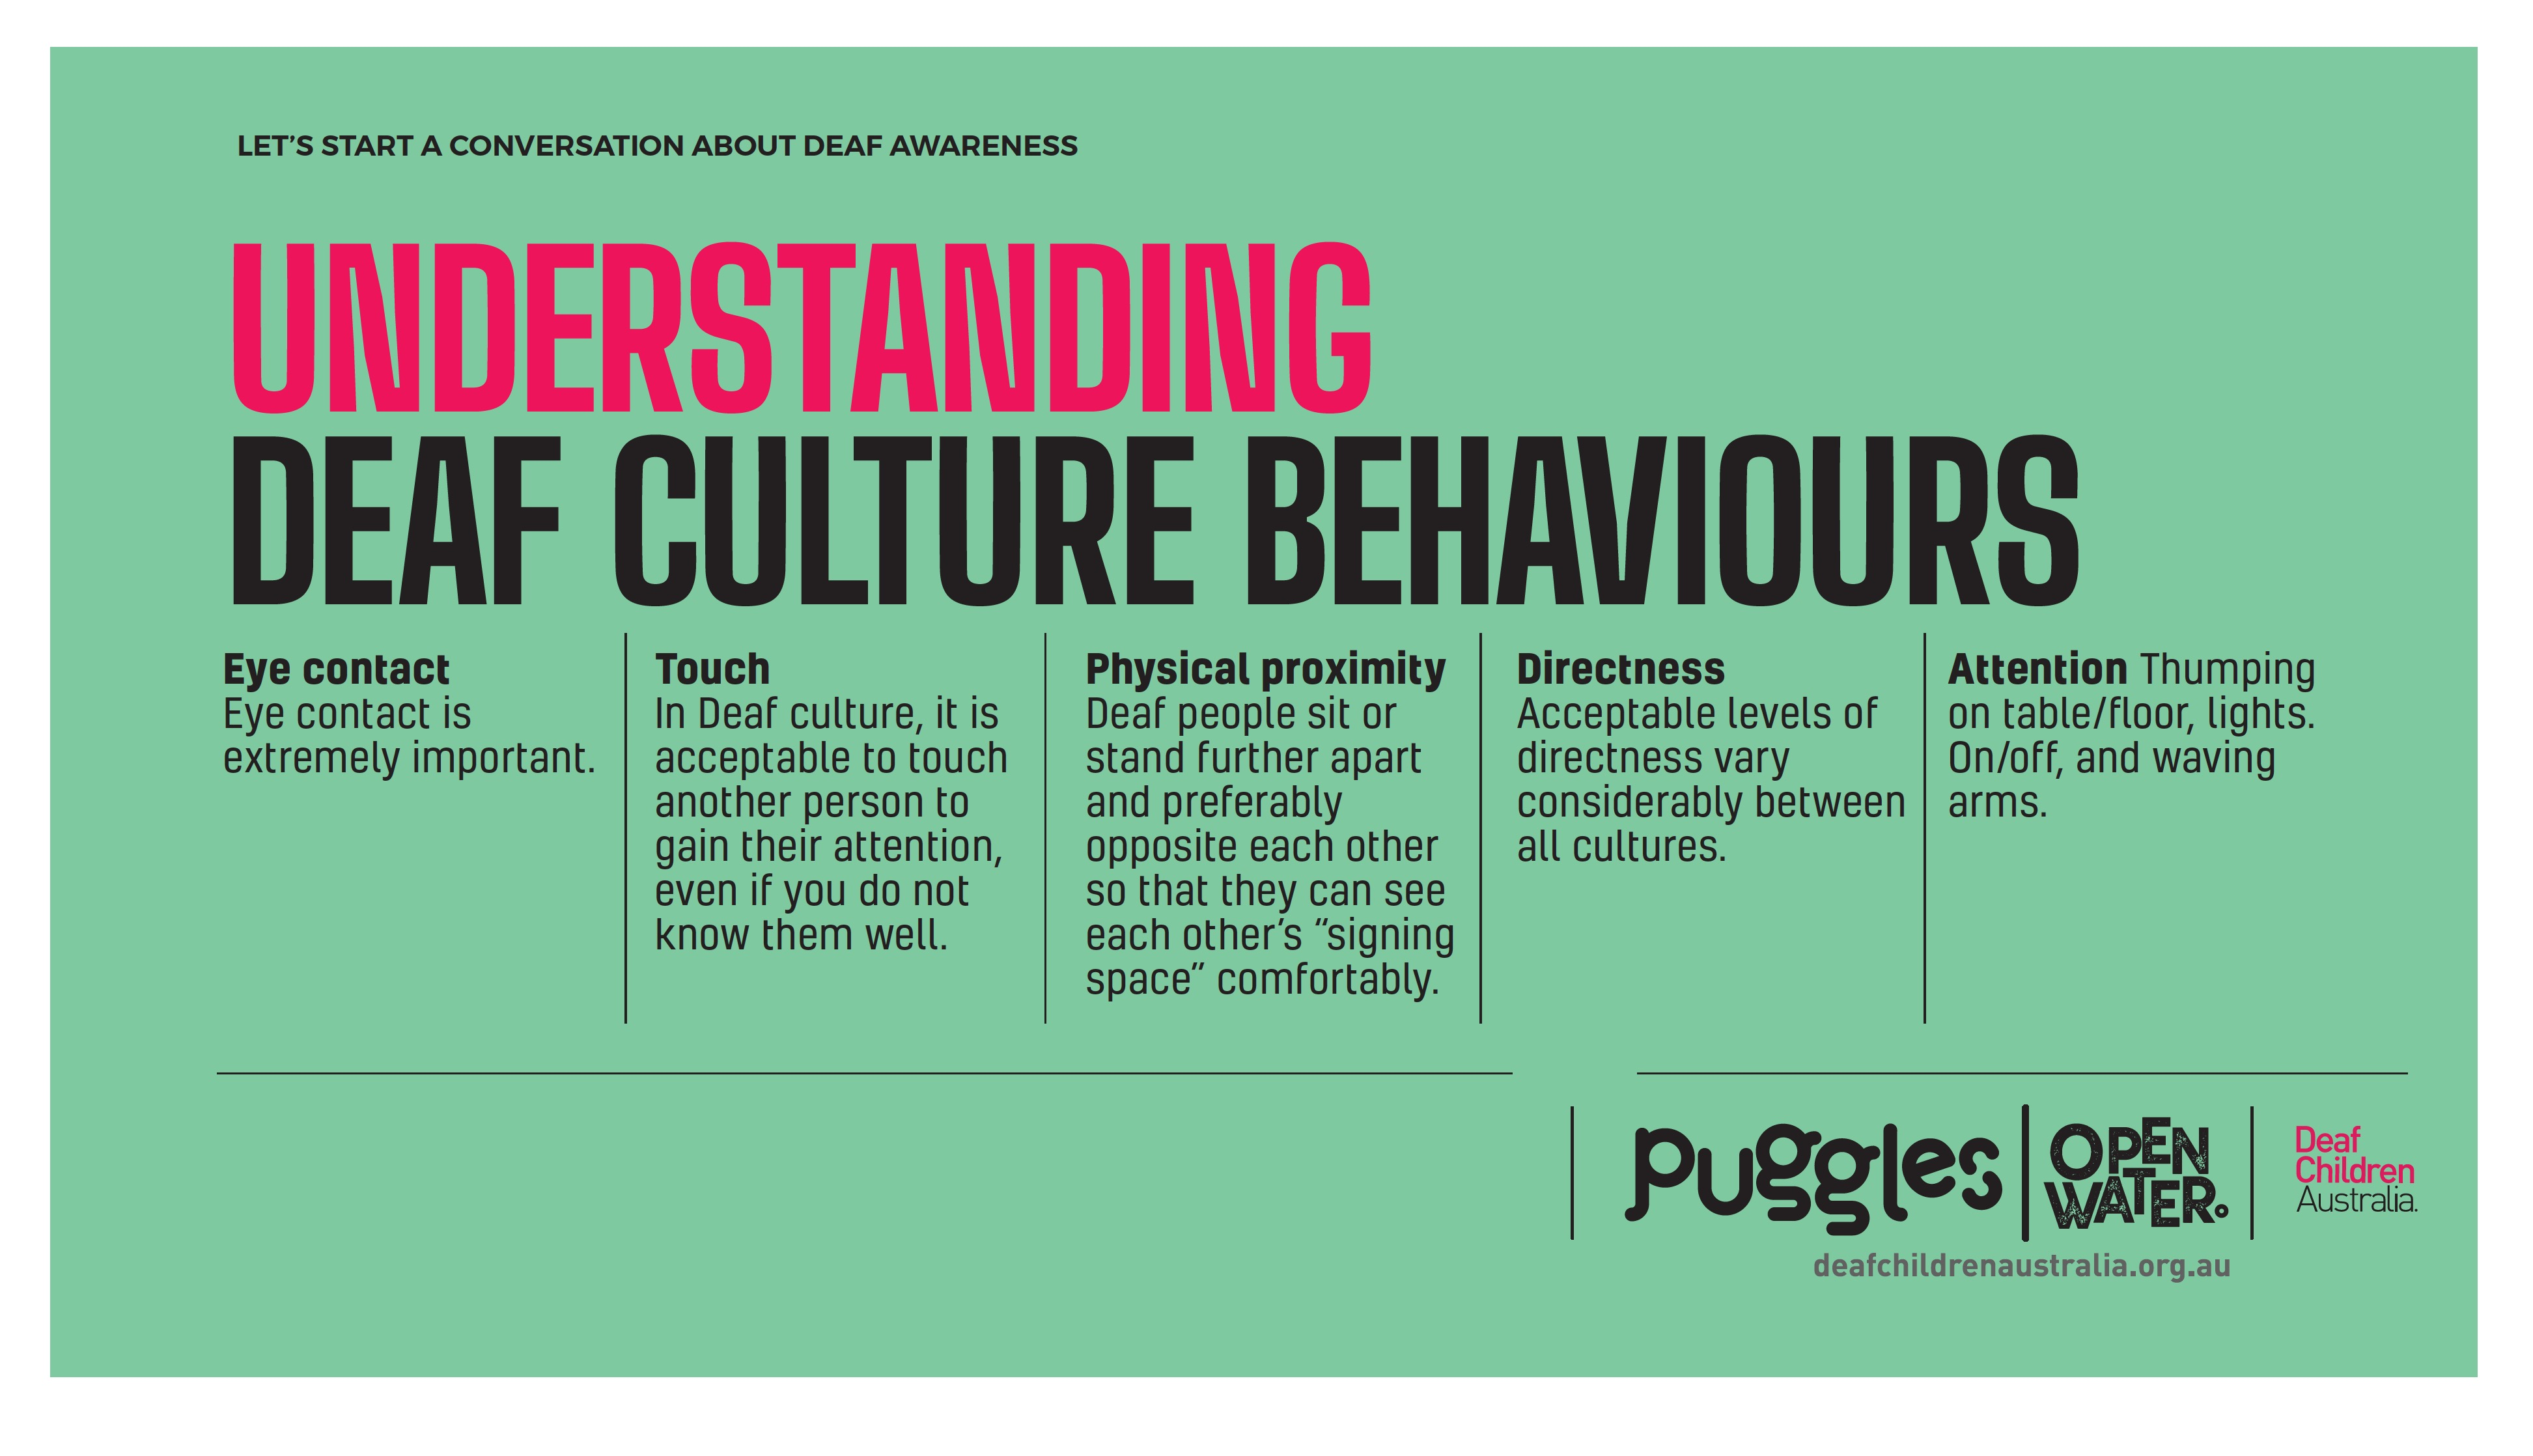 LET’S START A CONVERSATION ABOUT DEAF AWARENESS
UNDERSTANDING
DEAF CULTURE BEHAVIOURS
Eye contact
Eye contact is
extremely important.
Touch
In Deaf culture, it is
acceptable to touch
another person to
gain their attention,
even if you do not
know them well.
Physical proximity
Deaf people sit or
stand further apart
and preferably
opposite each other
so that they can see
each other’s “signing
space” comfortably.
Directness
Acceptable levels of
directness vary
considerably between
all cultures.
Attention Thumping
on table/floor, lights.
On/off, and waving
arms.
puggles
OPEN
WATER.
Deaf
Children
Australia.
deafchildrenaustralia.org.au